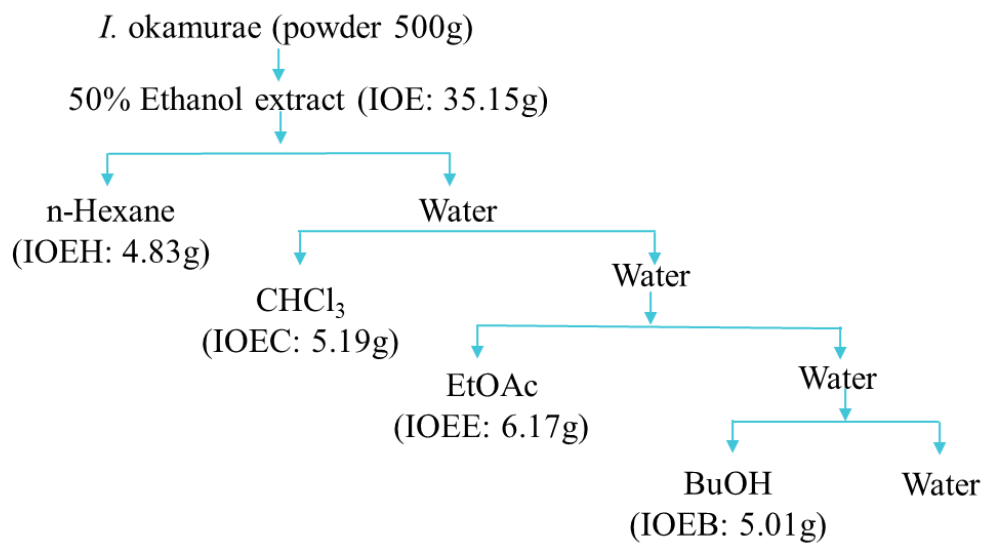 I. okamurae (powder 500g)
50% Ethanol extract (IOE: 35.15g)
n-Hexane
(IOEH: 4.83g)
Water
CHCl₃
(IOEC: 5.19g)
Water
EtOAc
(IOEE: 6.17g)
Water
BuOH
(IOEB: 5.01g)
Water